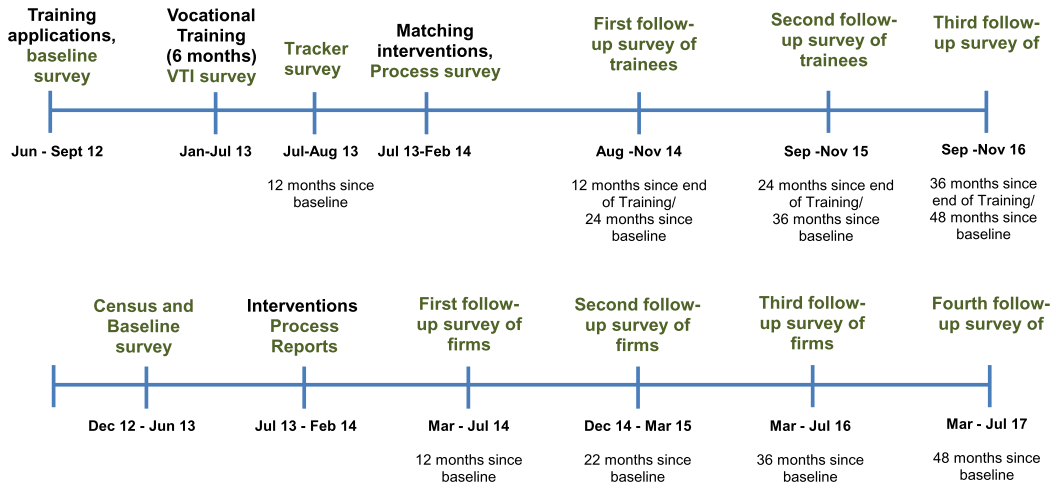 Training
applications,
baseline
survey
Vocational
Training
(6 months)
VTI survey
Tracker
survey
Matching
interventions,
Process survey
First follow-
up survey of
trainees
Second follow-
up survey of
trainees
Third follow-
up survey of
Jun - Sept 12
Jan-Jul 13
Jul-Aug 13
Jul 13-Feb 14
Aug -Nov 14
Sep -Nov 15
Sep -Nov 16
12 months since
baseline
12 months since end
of Training/
24 months since
baseline
24 months since end
of Training/
36 months since
baseline
36 months since
end of Training/
48 months since
baseline
Census and
Baseline
survey
Interventions
Process
Reports
First follow-
up survey of
firms
Second follow-
up survey of
firms
Third follow-
up survey of
firms
Fourth follow-
up survey of
Dec 12 - Jun 13
Jul 13 - Feb 14
Mar - Jul 14
Dec 14 - Mar 15
Mar - Jul 16
Mar - Jul 17
12 months since
baseline
22 months since
baseline
36 months since
baseline
48 months since
baseline